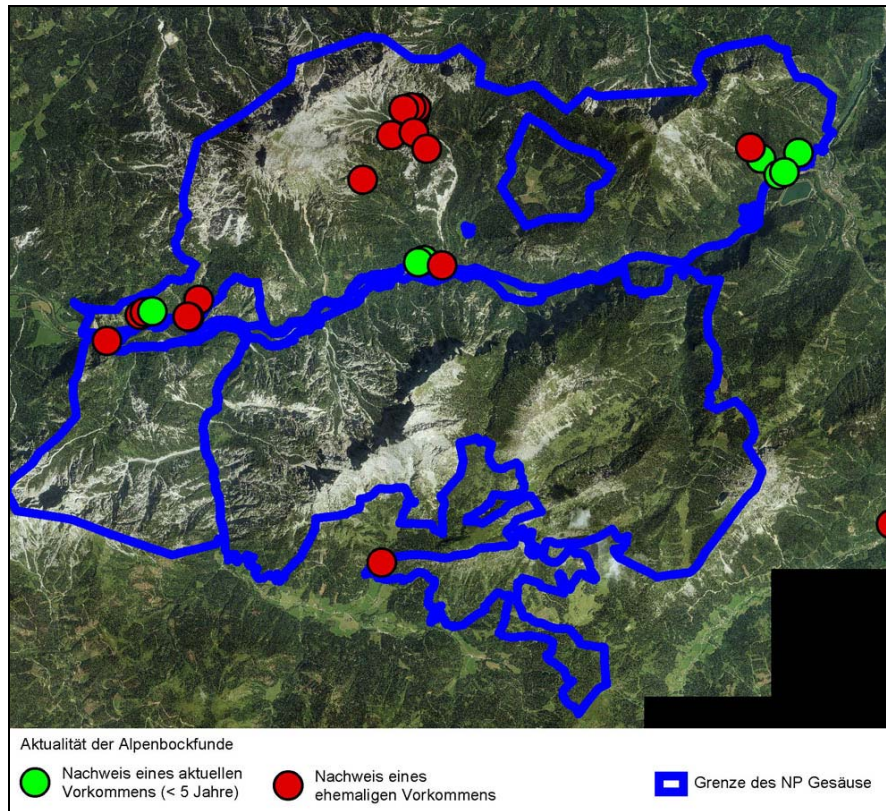 Aktualität der Alpenbockfunde
Nachweis eines aktuellen
Vorkommens (< 5 Jahre)
Nachweis eines
ehemaligen Vorkommens
Grenze des NP Gesäuse